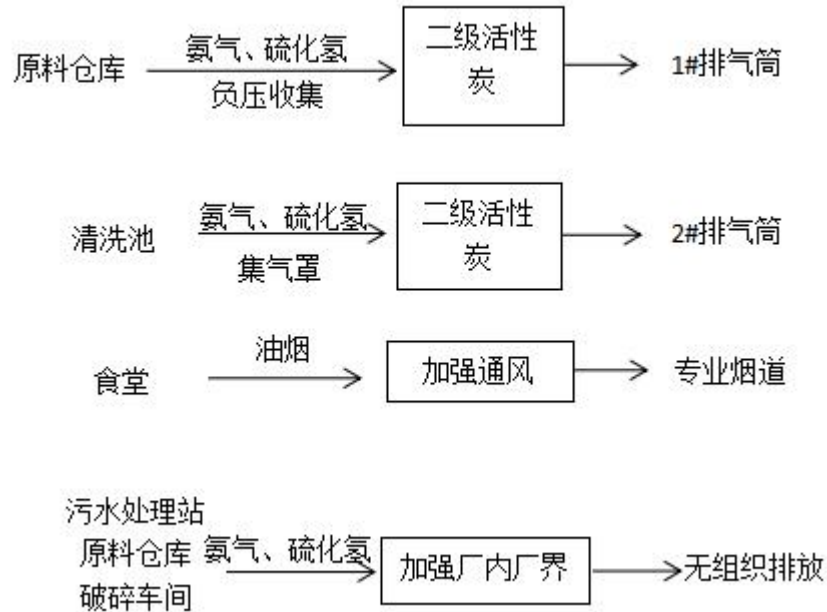 原料仓库 氨气、硫化氢 负压收集 二级活性炭 1#排气筒
清洗池 氨气、硫化氢 集气罩 二级活性炭 2#排气筒
食堂 油烟 加强通风 专业烟道
污水处理站
原料仓库 氨气、硫化氢 加强厂内厂界 无组织排放
破碎车间